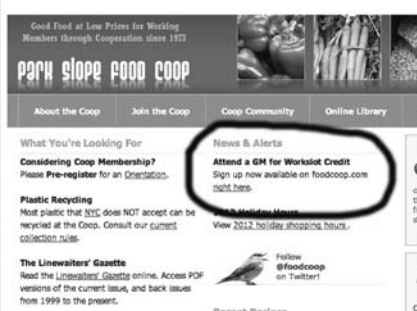 Good Food at Low Prices for Working
Members through Cooperation since 1973
PARK SLOPE FOOD COOP
About the Coop
Join the Coop
Coop Community
Online Library
What You're Looking For
Considering Coop Membership?
Please Pre-register for an Orientation.
Plastic Recycling
Most plastic that NYC does NOT accept can be
recycled at the Coop. Consult our current
collection rules.
The Linewaiters' Gazette
Read the Linewaiters' Gazette online. Access PDF
versions of the current issue, and back issues
from 1999 to the present.
News & Alerts
Attend a GM for Workslot Credit
Sign up now available on foodcoop.com
right here.
2012 Holiday Hours
View 2012 holiday shopping hours.
Follow
@foodcoop
on Twitter!